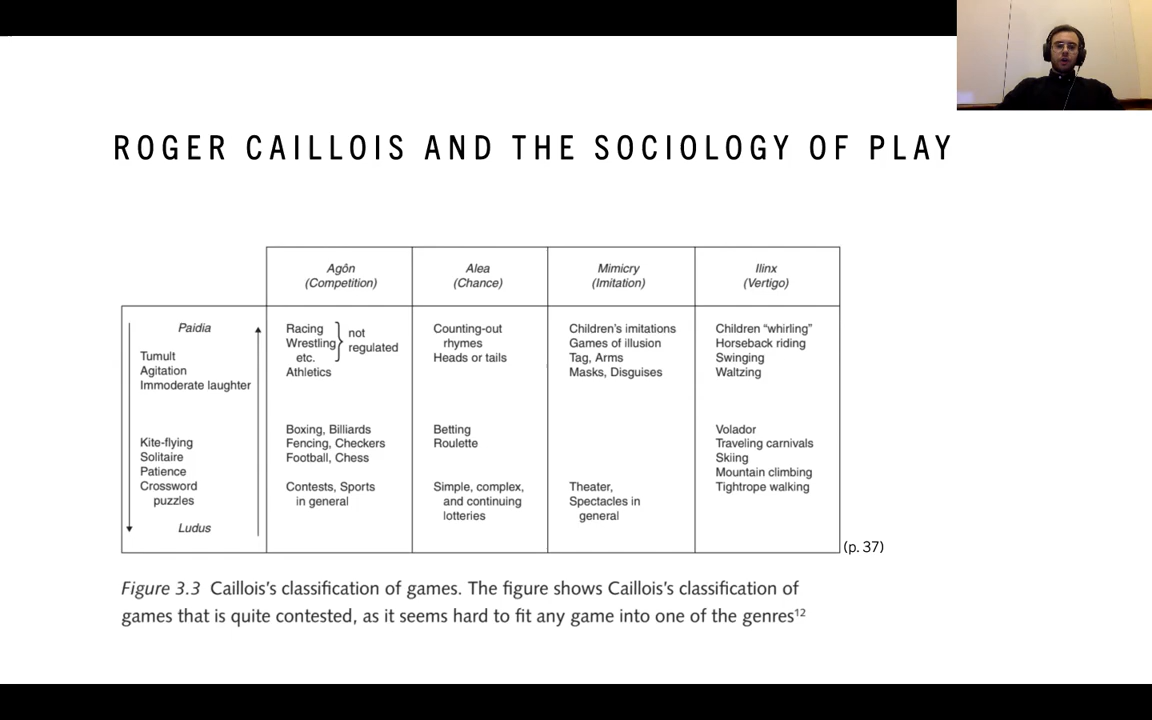 ROGER CAILLOIS AND THE SOCIOLOGY OF PLAY
Agôn
(Competition)
Alea
(Chance)
Mimicry
(Imitation)
Ilinx
(Vertigo)
Paidia
Tumult
Agitation
Immoderate laughter
Kite-flying
Solitaire
Patience
Crossword
puzzles
Ludus
Racing
Wrestling
etc.
not
regulated
Athletics
Boxing, Billiards
Fencing, Checkers
Football, Chess
Contests, Sports
in general
Counting-out
rhymes
Heads or tails
Betting
Roulette
Simple, complex,
and continuing
lotteries
Children's imitations
Games of illusion
Tag, Arms
Masks, Disguises
Theater,
Spectacles in
general
Children “whirling”
Horseback riding
Swinging
Waltzing
Volador
Traveling carnivals
Skiing
Mountain climbing
Tightrope walking
(p. 37)
Figure 3.3 Caillois's classification of games. The figure shows Caillois's classification of
games that is quite contested, as it seems hard to fit any game into one of the genres¹²